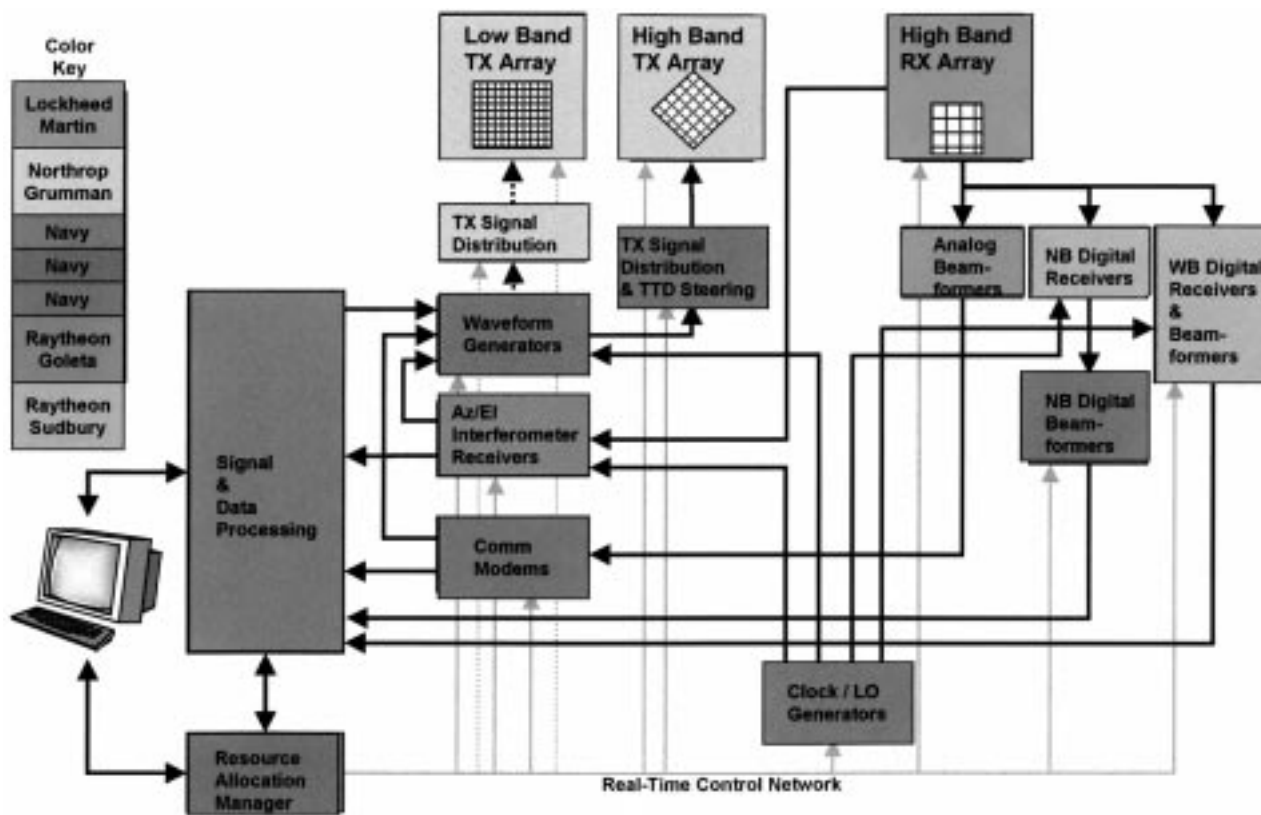 Color
Key
Lockheed
Martin
Northrop
Grumman
Navy
Navy
Navy
Raytheon
Goleta
Raytheon
Sudbury
Low Band
TX Array
High Band
TX Array
High Band
RX Array
TX Signal
Distribution
TX Signal
Distribution
& TTD Steering
Analog
Beam-
formers
NB Digital
Receivers
WB Digital
Receivers
&
Beam-
formers
Waveform
Generators
NB Digital
Beam-
formers
Az/El
Interferometer
Receivers
Signal
&
Data
Processing
Comm
Modems
Clock / LO
Generators
Resource
Allocation
Manager
Real-Time Control Network